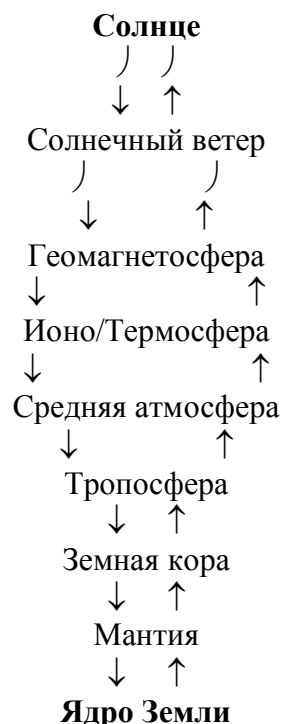 Солнце
↓ ↑
Солнечный ветер
↓ ↑
Геомагнетосфера
↓ ↑
Ионо/Термосфера
↓ ↑
Средняя атмосфера
↓ ↑
Тропосфера
↓ ↑
Земная кора
↓ ↑
Мантия
↓ ↑
Ядро Земли